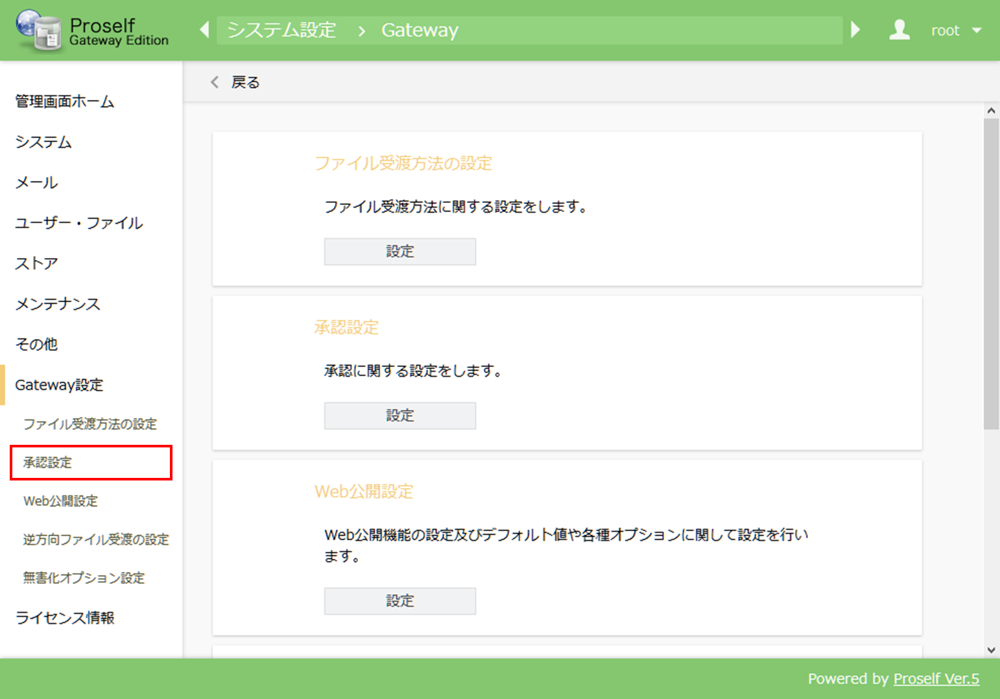 Proself
Gateway Edition
システム設定 › Gateway
root
戻る
管理画面ホーム
システム
メール
ユーザー・ファイル
ストア
メンテナンス
その他
Gateway設定
ファイル受渡方法の設定
承認設定
Web公開設定
逆方向ファイル受渡の設定
無害化オプション設定
ライセンス情報
ファイル受渡方法の設定
ファイル受渡方法に関する設定をします。
設定
承認設定
承認に関する設定をします。
設定
Web公開設定
Web公開機能の設定及びデフォルト値や各種オプションに関して設定を行い
ます。
設定
Powered by Proself Ver.5